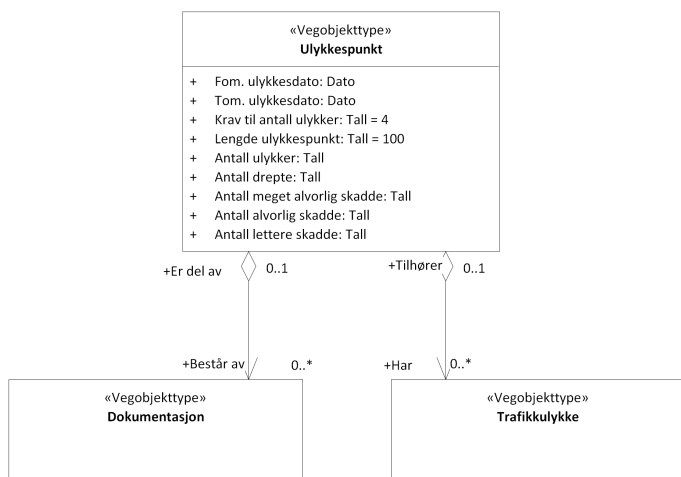 «Vegobjekttype»
Ulykkespunkt
+ Fom. ulykkesdato: Dato
+ Tom. ulykkesdato: Dato
+ Krav til antall ulykker: Tall = 4
+ Lengde ulykkespunkt: Tall = 100
+ Antall ulykker: Tall
+ Antall drepte: Tall
+ Antall meget alvorlig skadde: Tall
+ Antall alvorlig skadde: Tall
+ Antall lettere skadde: Tall
+Er del av 0..1
+Tilhører 0..1
+Består av 0..*
+Har 0..*
«Vegobjekttype»
Dokumentasjon
«Vegobjekttype»
Trafikkulykke